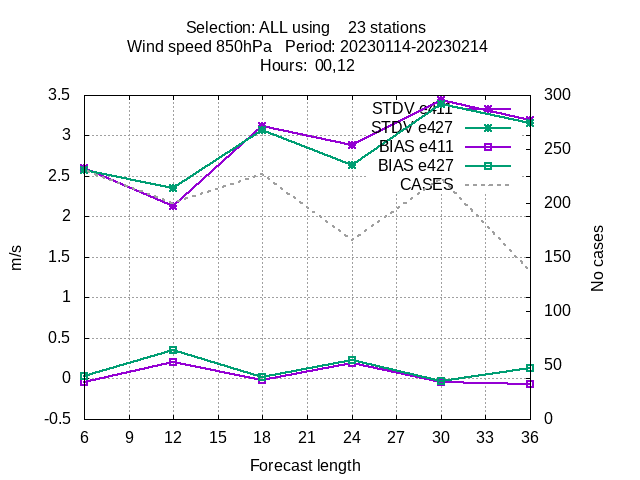 Selection: ALL using    23 stations
Wind speed 850hPa   Period: 20230114-20230214
Hours:  00,12
3.5
3
2.5
2
1.5
1
0.5
0
-0.5
m/s
STDV e411
STDV e427
BIAS e411
BIAS e427
CASES
300
250
200
150
100
50
0
No cases
6 9 12 15 18 21 24 27 30 33 36
Forecast length